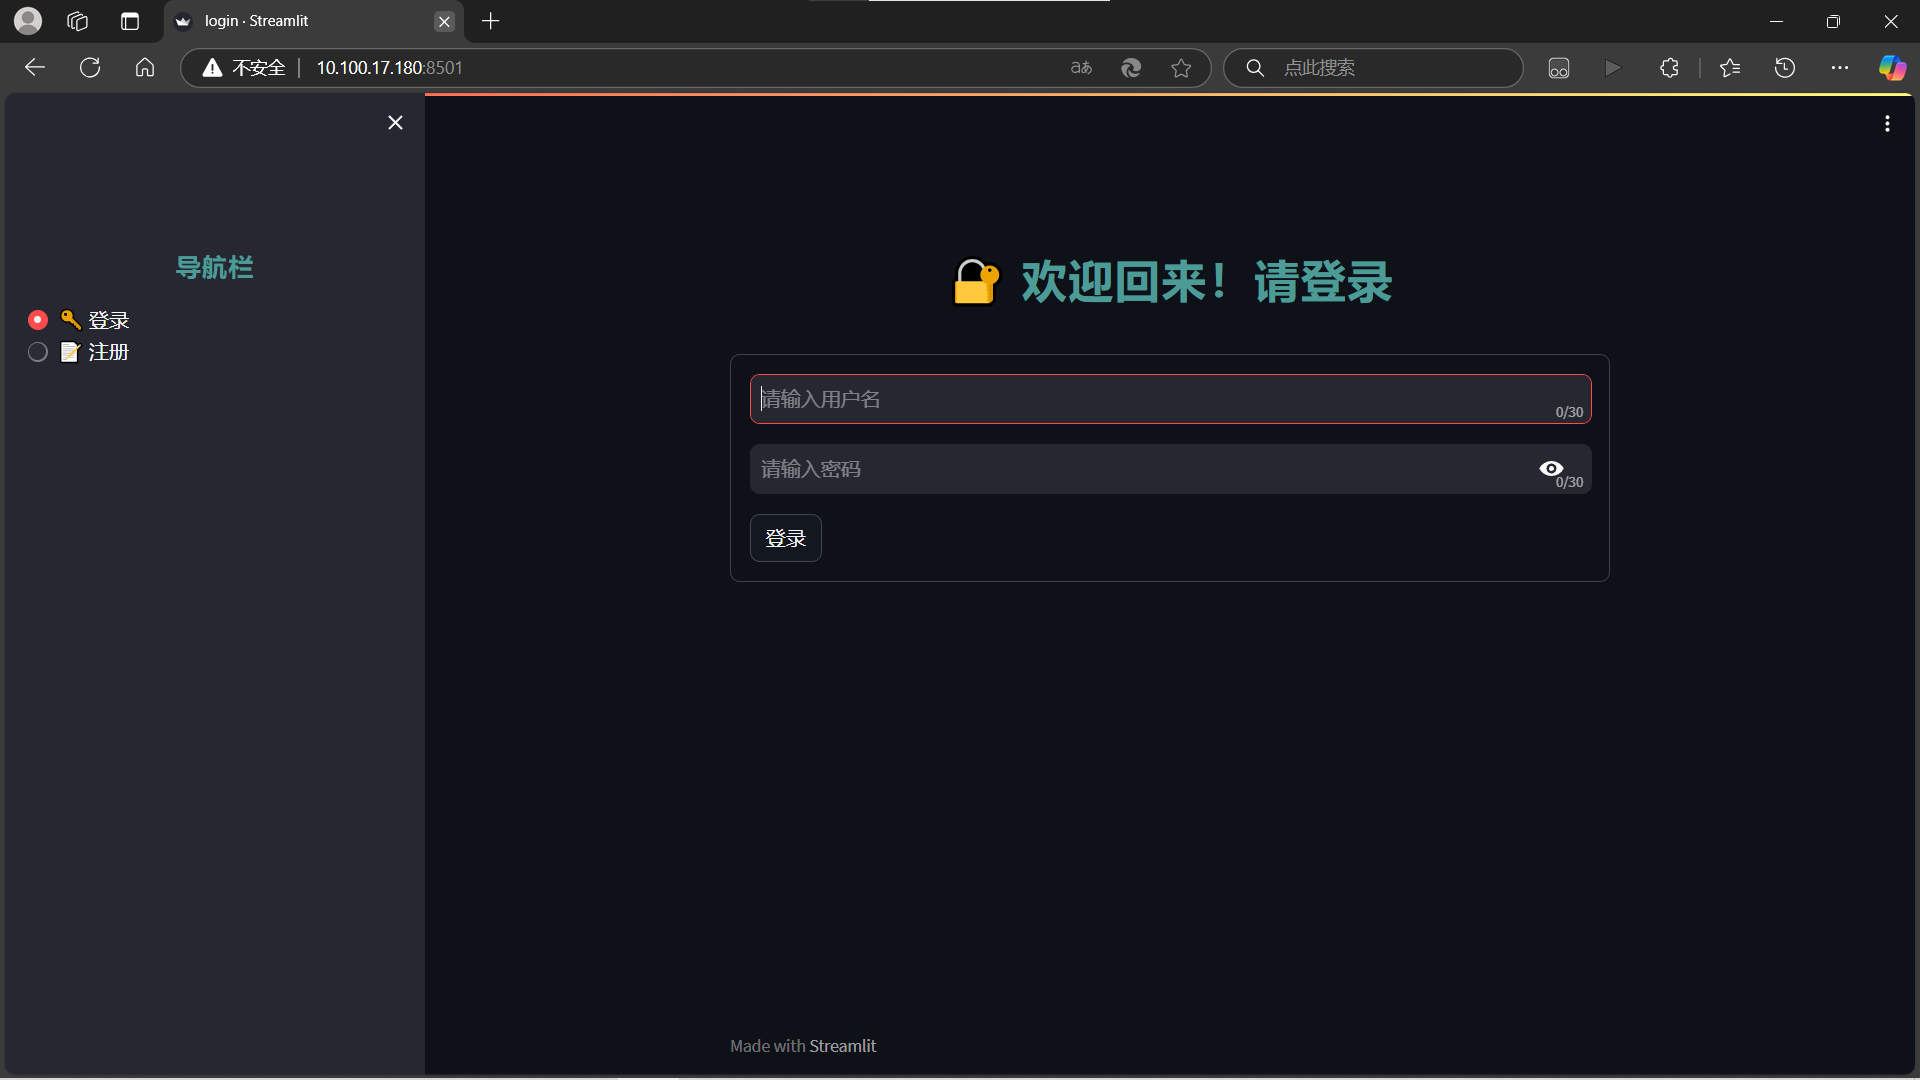 login · Streamlit
不安全 10.100.17.180:8501
点此搜索
导航栏
登录
注册
欢迎回来！请登录
请输入用户名
0/30
请输入密码
0/30
登录
Made with Streamlit